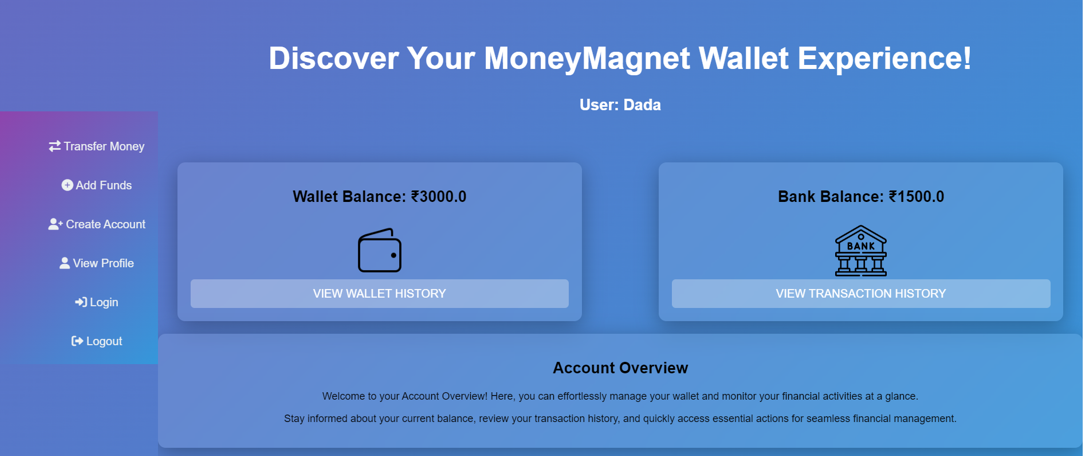 Discover Your MoneyMagnet Wallet Experience!
User: Dada
Transfer Money
Add Funds
Create Account
View Profile
Login
Logout
Wallet Balance: ₹3000.0
VIEW WALLET HISTORY
Bank Balance: ₹1500.0
BANK
VIEW TRANSACTION HISTORY
Account Overview
Welcome to your Account Overview! Here, you can effortlessly manage your wallet and monitor your financial activities at a glance.
Stay informed about your current balance, review your transaction history, and quickly access essential actions for seamless financial management.